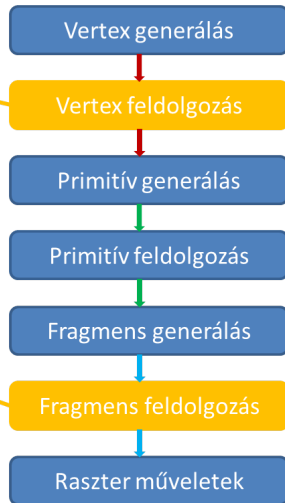 Vertex generálás
Vertex feldolgozás
Primitív generálás
Primitív feldolgozás
Fragmens generálás
Fragmens feldolgozás
Raszter műveletek